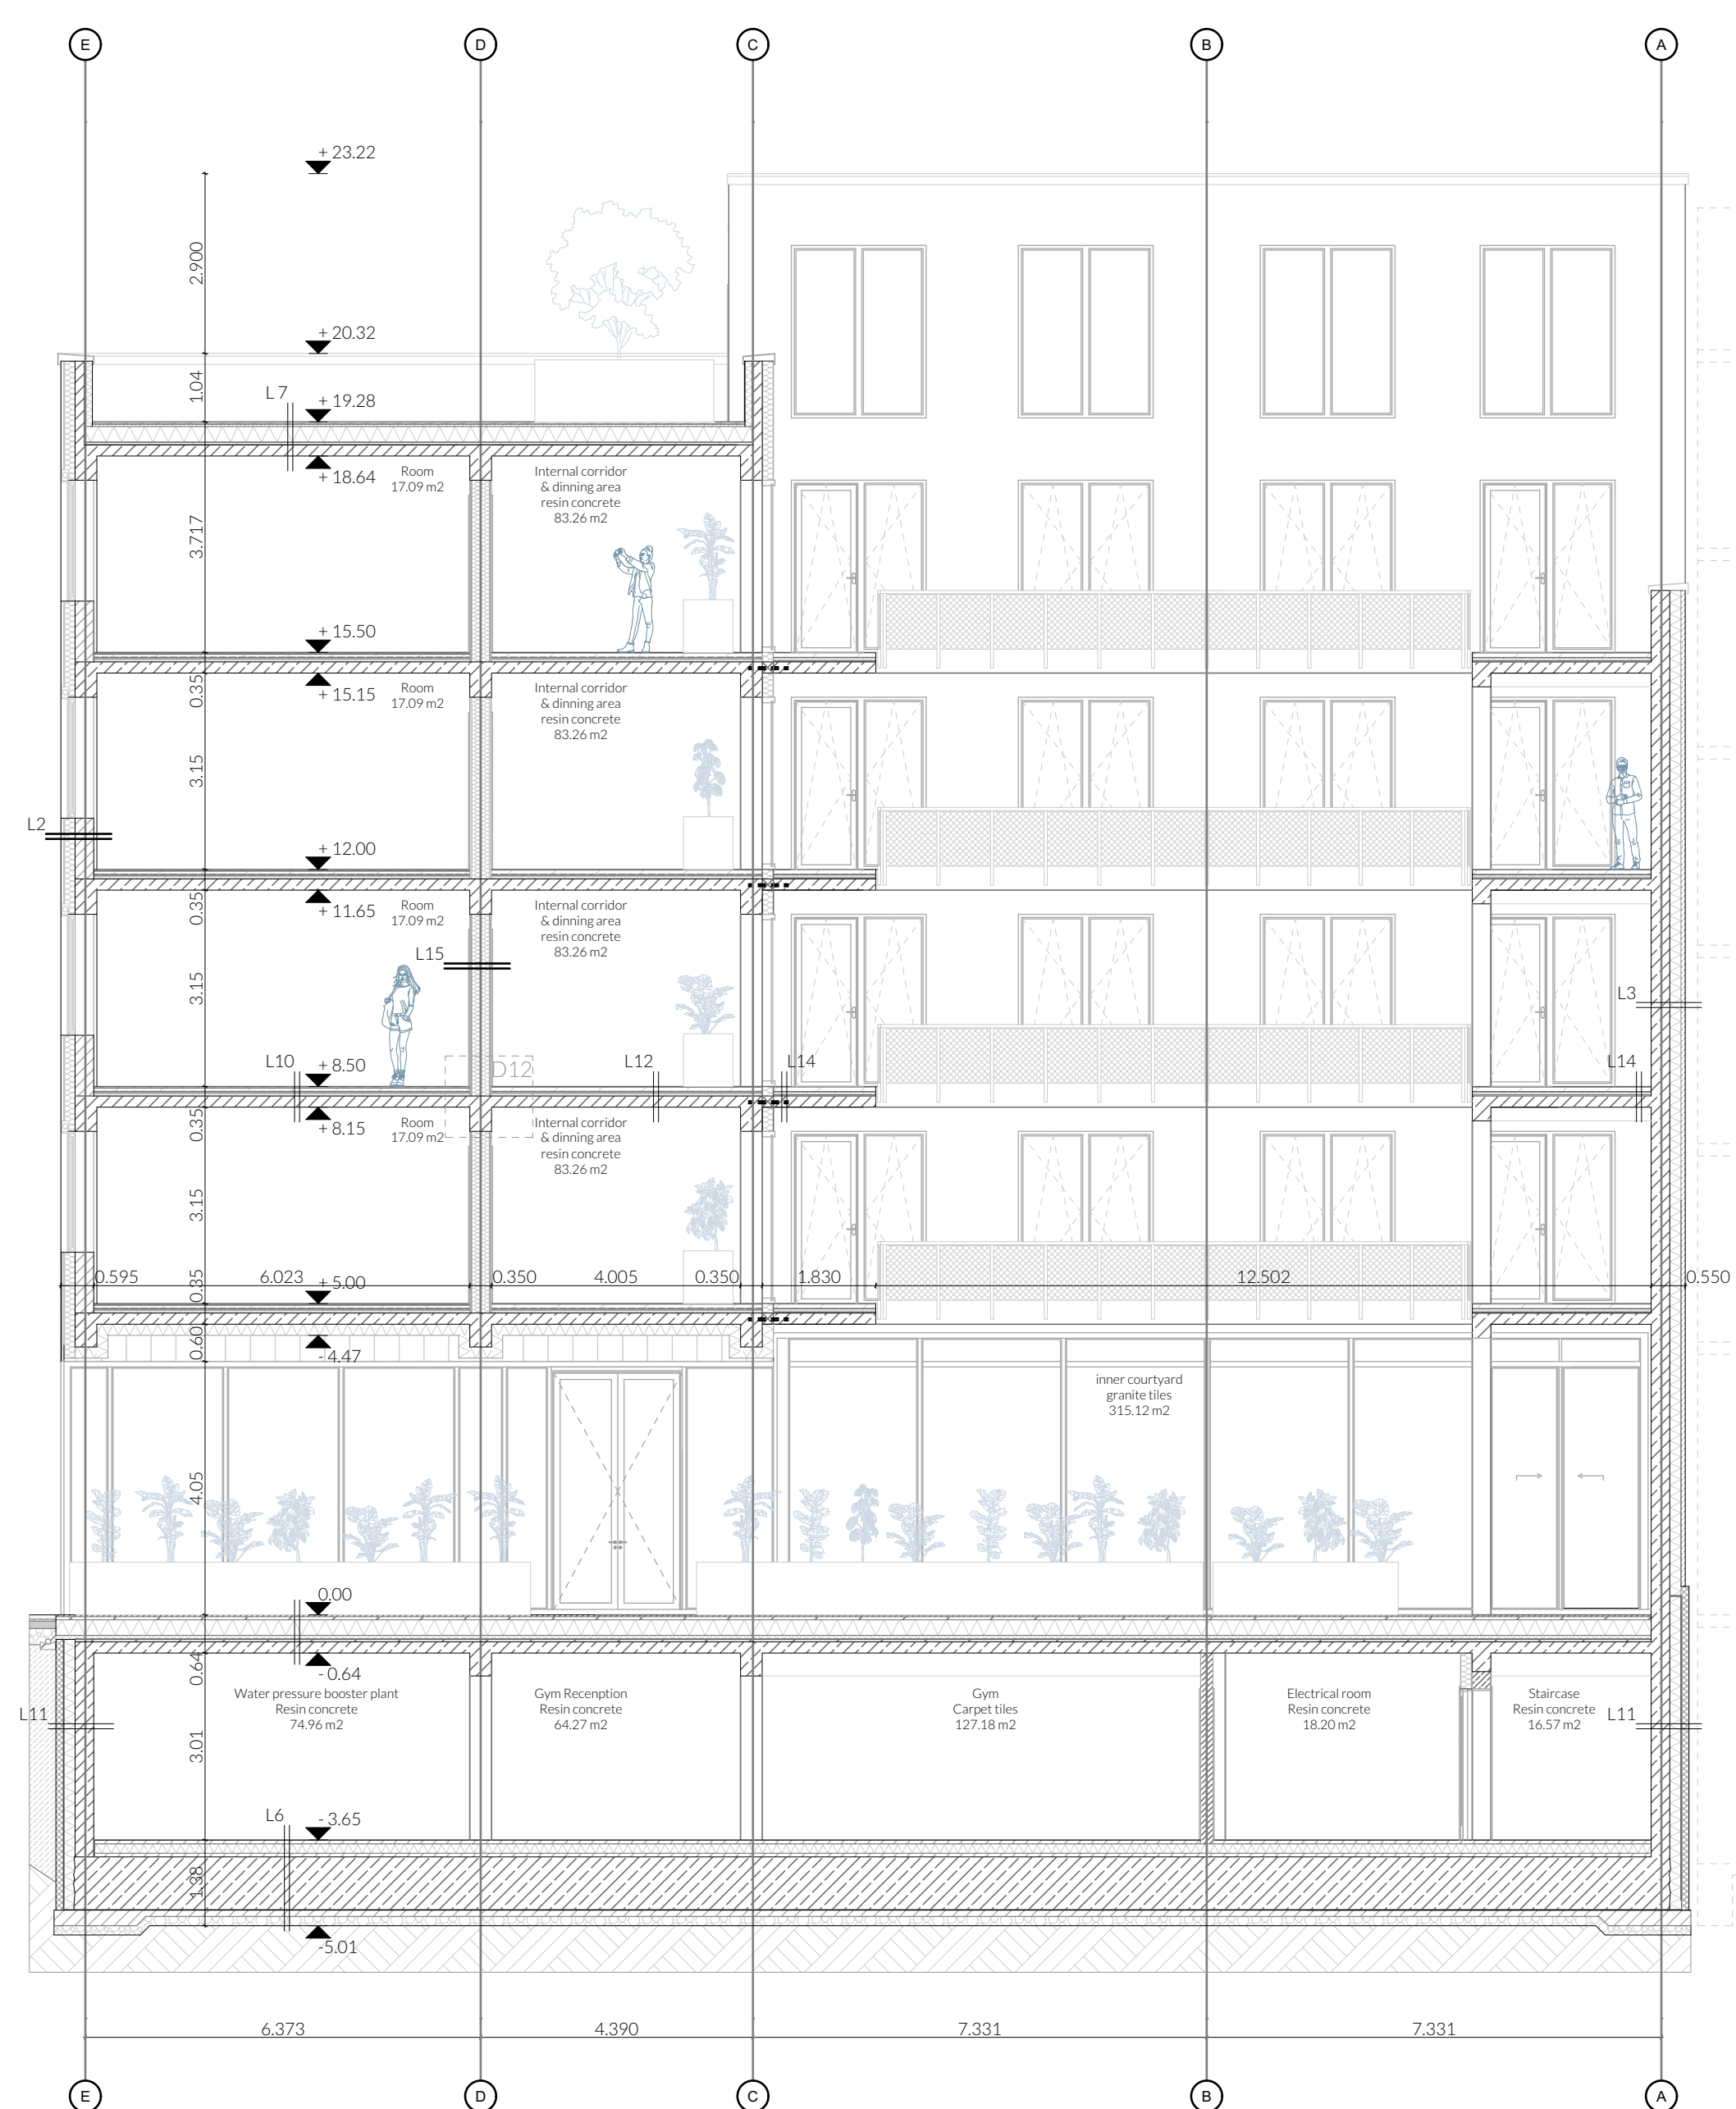 E
D
C
B
A
+ 23.22
2.900
+ 20.32
1.04
L 7
+ 19.28
+ 18.64
Room
17.09 m2
Internal corridor
& dinning area
resin concrete
83.26 m2
3.717
+ 15.50
0.35
+ 15.15
Room
17.09 m2
Internal corridor
& dinning area
resin concrete
83.26 m2
3.15
L2
+ 12.00
0.35
+ 11.65
Room
17.09 m2
Internal corridor
& dinning area
resin concrete
83.26 m2
L15
3.15
L3
L10
+ 8.50
D12
L12
L14
L14
0.35
+ 8.15
Room
17.09 m2
Internal corridor
& dinning area
resin concrete
83.26 m2
3.15
0.595
6.023
0.350
4.005
0.350
1.830
12.502
0.550
+ 5.00
0.35
0.60
- 4.47
inner courtyard
granite tiles
315.12 m2
4.05
0.00
0.64
- 0.64
Water pressure booster plant
Resin concrete
74.96 m2
Gym Recenption
Resin concrete
64.27 m2
Gym
Carpet tiles
127.18 m2
Electrical room
Resin concrete
18.20 m2
Staircase
Resin concrete
16.57 m2
L11
L11
3.01
L6
- 3.65
1.38
-5.01
6.373
4.390
7.331
7.331
E
D
C
B
A